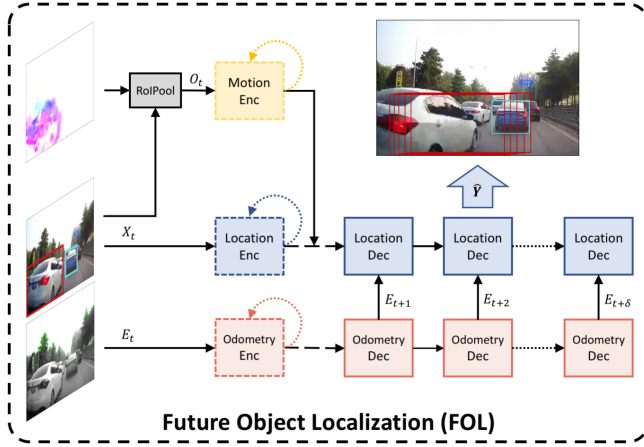 RoIPool
O_t
Motion
Enc
Ŷ
X_t
Location
Enc
Location
Dec
Location
Dec
Location
Dec
E_{t+1}
E_{t+2}
E_{t+δ}
E_t
Odometry
Enc
Odometry
Dec
Odometry
Dec
Odometry
Dec
Future Object Localization (FOL)